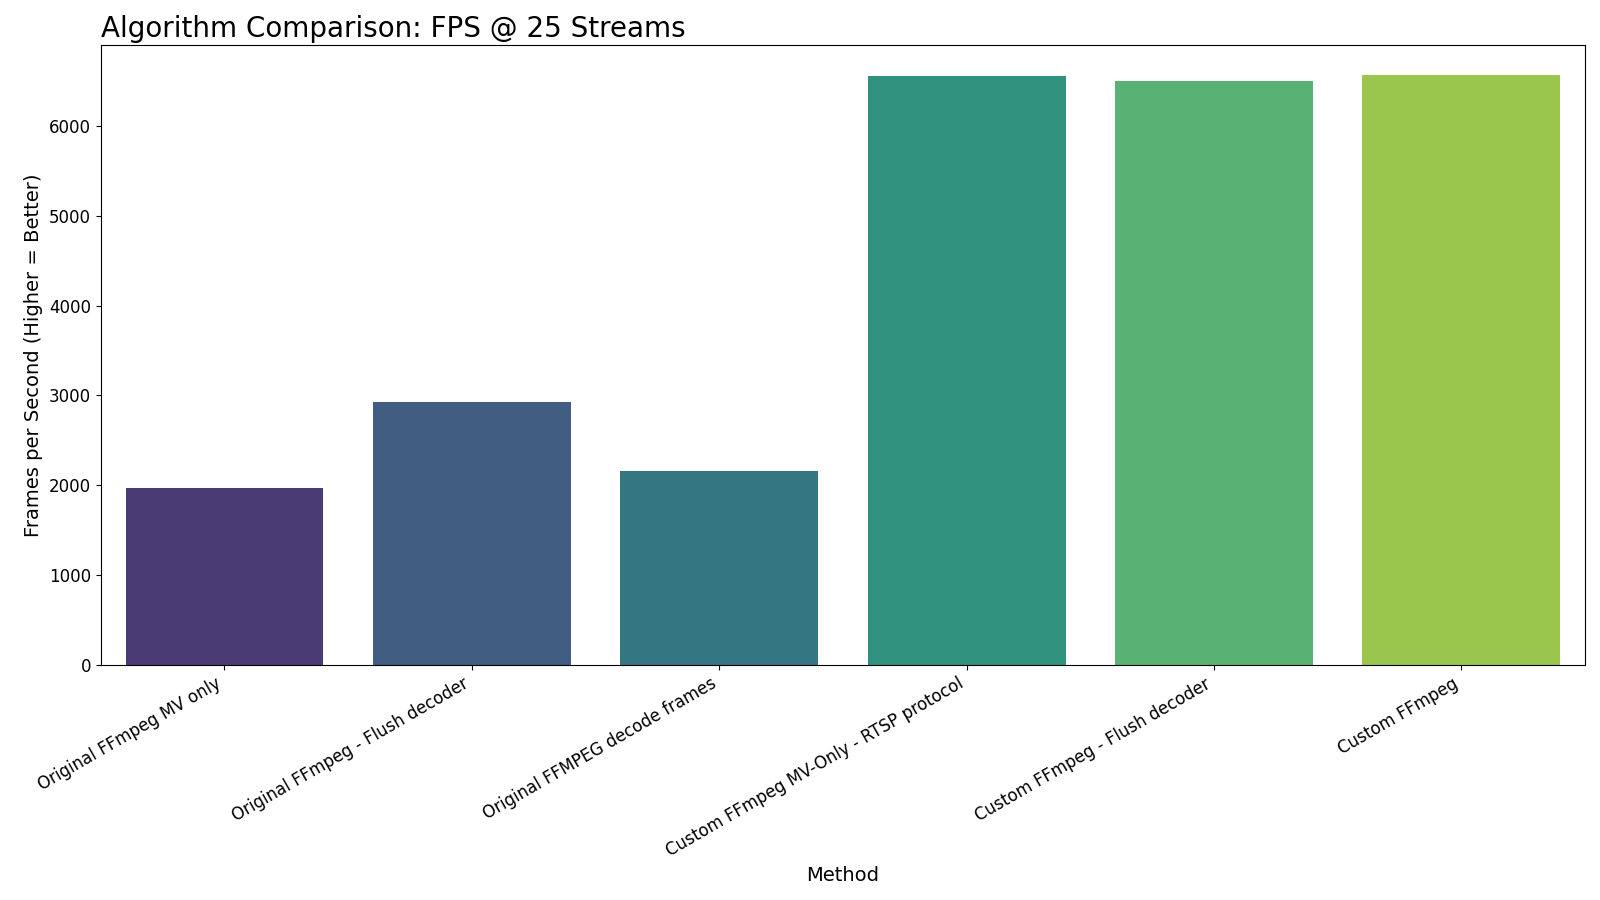 Algorithm Comparison: FPS @ 25 Streams
Frames per Second (Higher = Better)
6000
5000
4000
3000
2000
1000
0
Original FFmpeg MV only
Original FFmpeg - Flush decoder
Original FFMPEG decode frames
Custom FFmpeg MV-Only - RTSP protocol
Custom FFmpeg - Flush decoder
Custom FFmpeg
Method